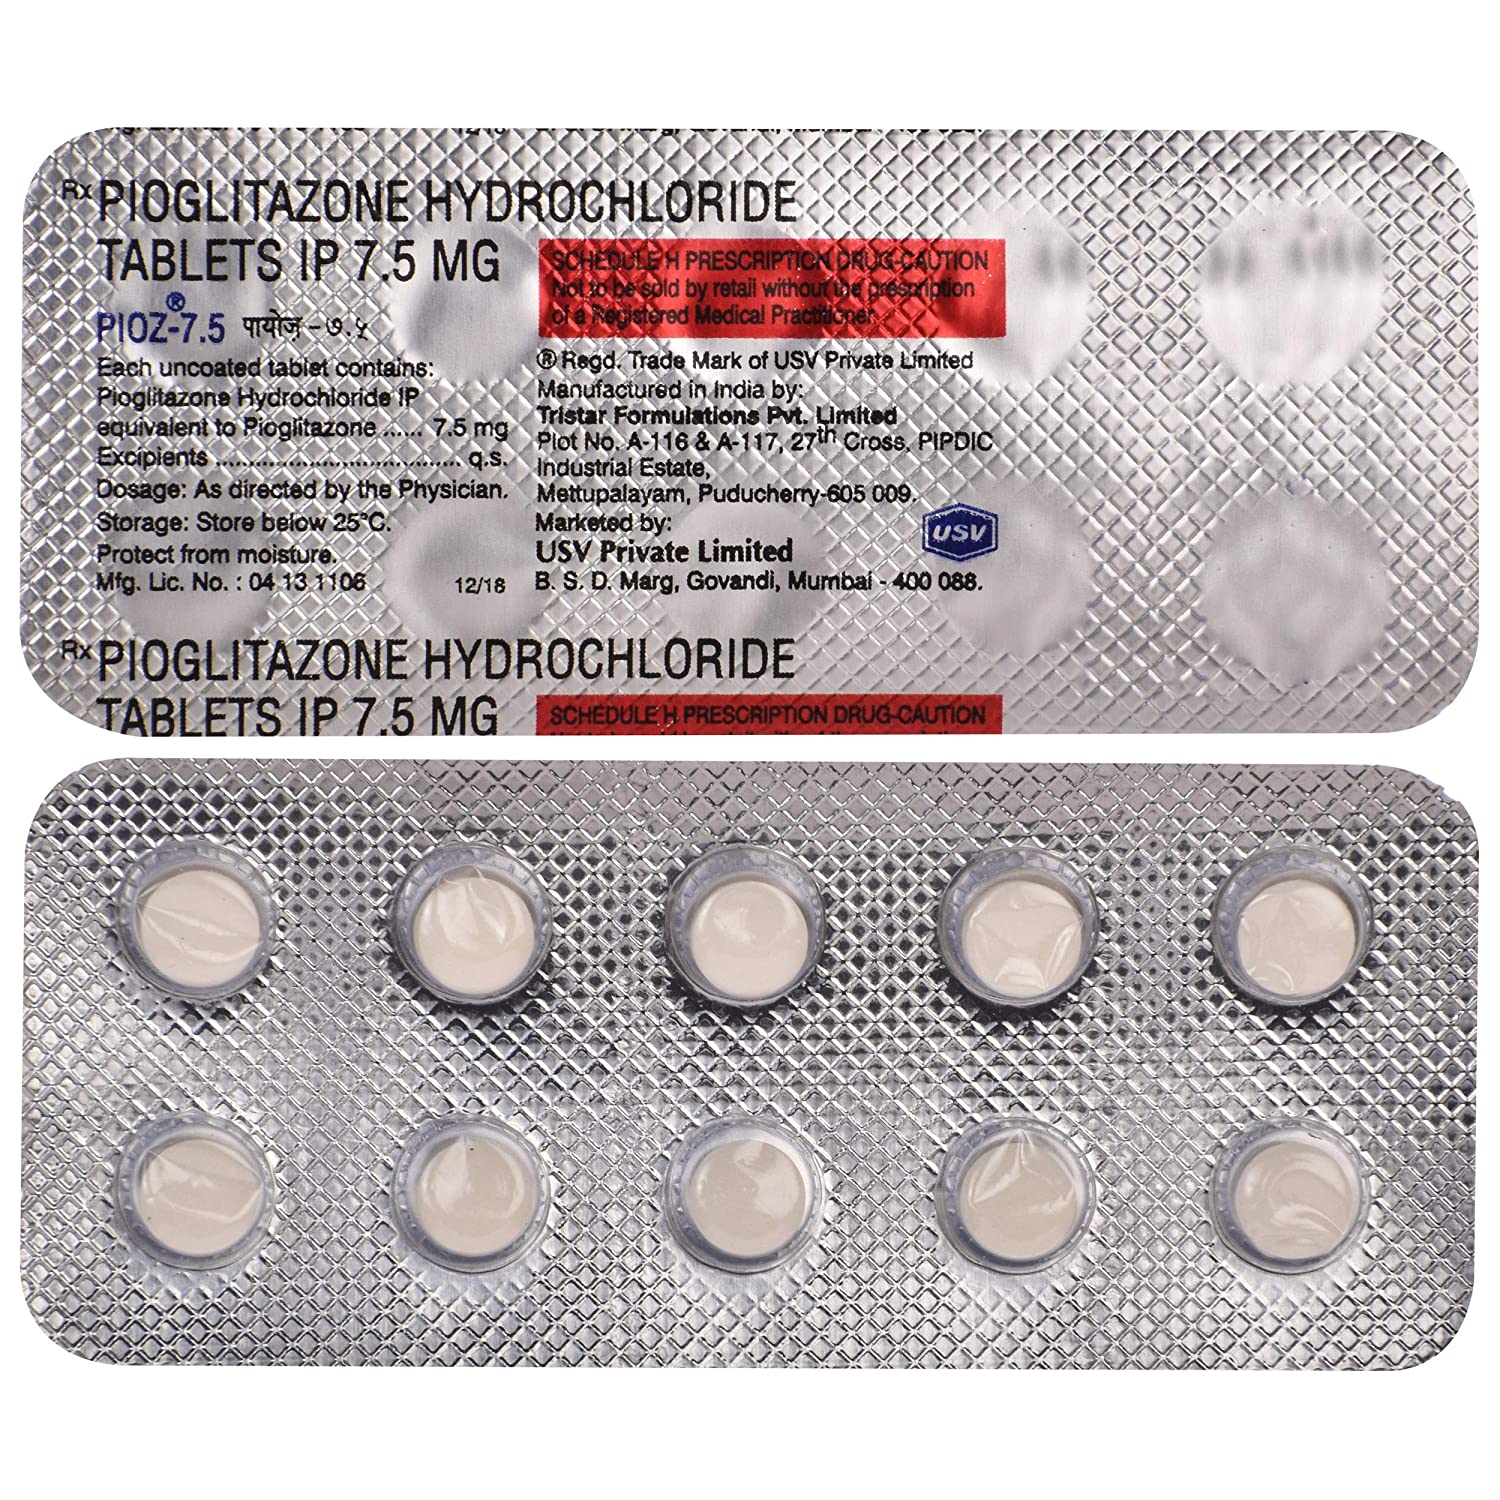 Rx PIOGLITAZONE HYDROCHLORIDE
TABLETS IP 7.5 MG
PIOZ®-7.5 पायोज़ - ७.५
Each uncoated tablet contains:
Pioglitazone Hydrochloride IP
equivalent to Pioglitazone ...... 7.5 mg
Excipients .................................. q.s.
Dosage: As directed by the Physician.
Storage: Store below 25°C.
Protect from moisture.
Mfg. Lic. No. : 04 13 1106 12/18
SCHEDULE H PRESCRIPTION DRUG-CAUTION
Not to be sold by retail without the prescription
of a Registered Medical Practitioner.
® Regd. Trade Mark of USV Private Limited
Manufactured in India by:
Tristar Formulations Pvt. Limited
Plot No. A-116 & A-117, 27th Cross, PIPDIC
Industrial Estate,
Mettupalayam, Puducherry-605 009.
Marketed by:
USV Private Limited
B. S. D. Marg, Govandi, Mumbai - 400 088.
USV
Rx PIOGLITAZONE HYDROCHLORIDE
TABLETS IP 7.5 MG
SCHEDULE H PRESCRIPTION DRUG-CAUTION